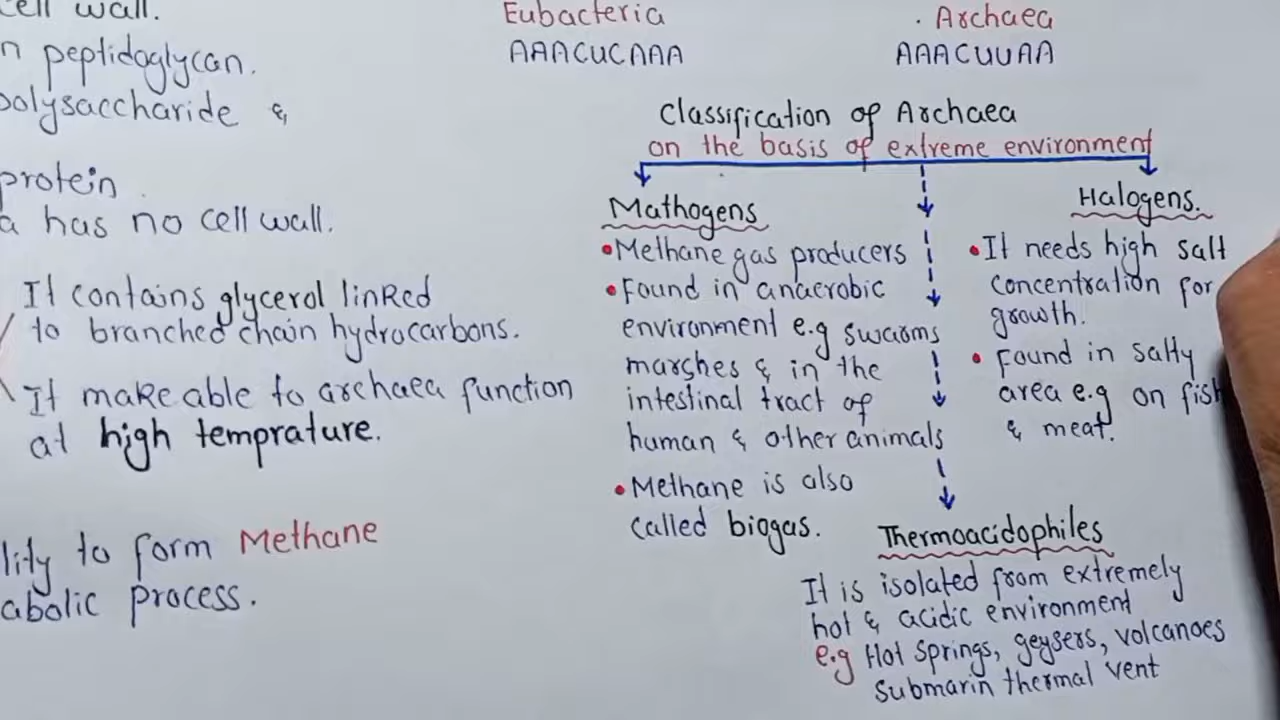 cell wall.
n peptidoglycan.
polysaccharide &
protein
a has no cell wall.
It contains glycerol linked
to branched chain hydrocarbons.
It make able to archaea function
at high temprature.
lity to form Methane
abolic process.
Eubacteria
AAACUCAAA
Archaea
AAACUUAA
Classification of Archaea
on the basis of extreme environment
Mathogens
• Methane gas producers
• Found in anaerobic
environment e.g swarms
marshes & in the
intestinal tract of
human & other animals
• Methane is also
called biogas.
Halogens.
• It needs high salt
concentration for
growth.
• Found in salty
area e.g on fish
& meat.
Thermoacidophiles
It is isolated from extremely
hot & acidic environment
e.g Hot springs, geysers, volcanoes
submarin thermal vent